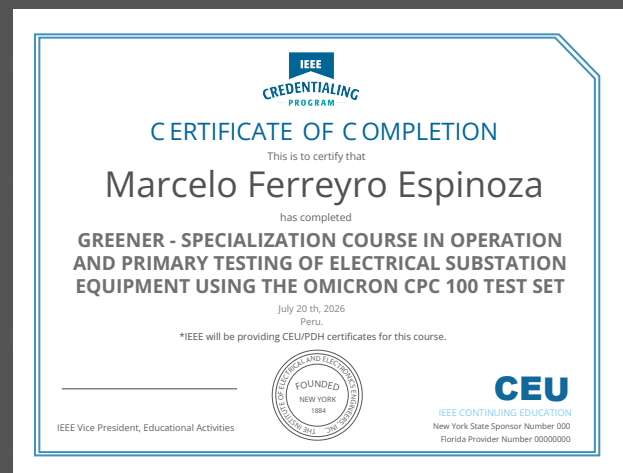 IEEE
CREDENTIALING
PROGRAM
CERTIFICATE OF COMPLETION
This is to certify that
Marcelo Ferreyro Espinoza
has completed
GREENER - SPECIALIZATION COURSE IN OPERATION
AND PRIMARY TESTING OF ELECTRICAL SUBSTATION
EQUIPMENT USING THE OMICRON CPC 100 TEST SET
July 20 th, 2026
Peru.
*IEEE will be providing CEU/PDH certificates for this course.
THE INSTITUTE OF ELECTRICAL AND ELECTRONICS ENGINEERS, INC.
FOUNDED
NEW YORK
1884
IEEE Vice President, Educational Activities
CEU
IEEE CONTINUING EDUCATION
New York State Sponsor Number 000
Florida Provider Number 00000000